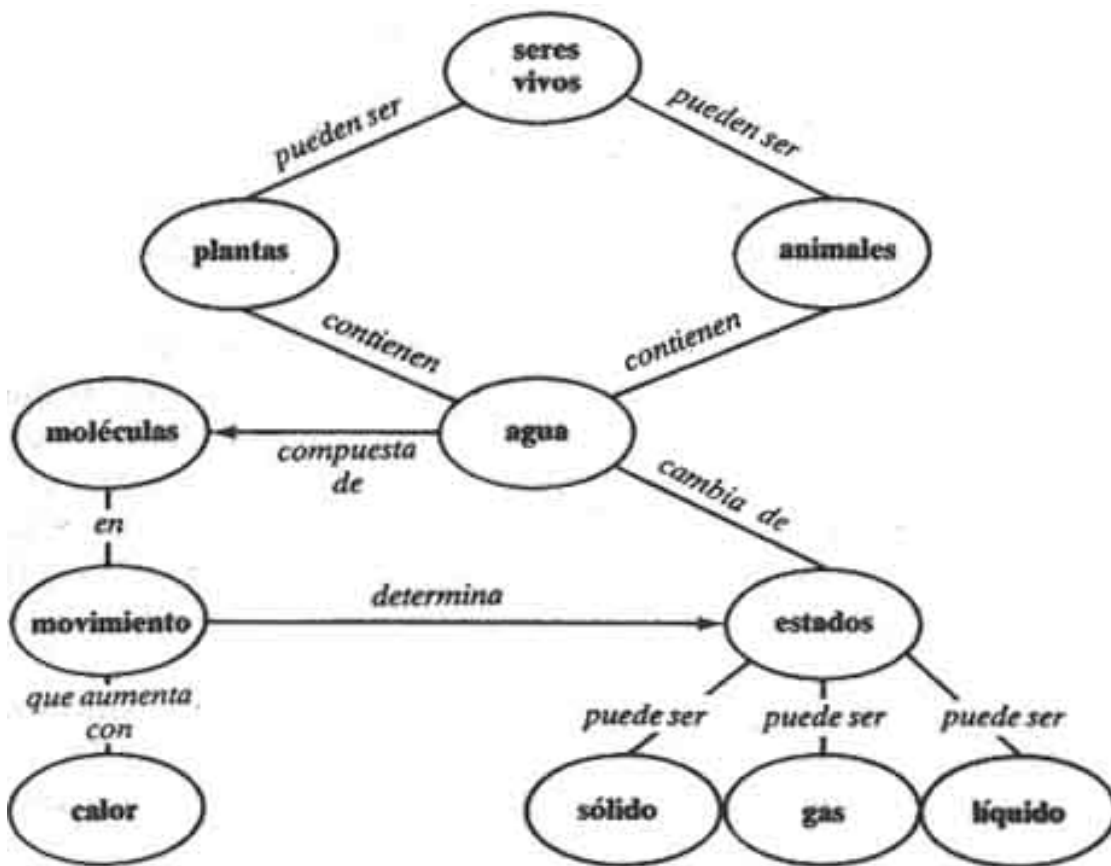 seres
vivos
pueden ser
pueden ser
plantas
animales
contienen
contienen
moléculas
agua
compuesta
de
cambia de
en
movimiento
determina
estados
que aumenta
con
puede ser
puede ser
puede ser
calor
sólido
gas
líquido